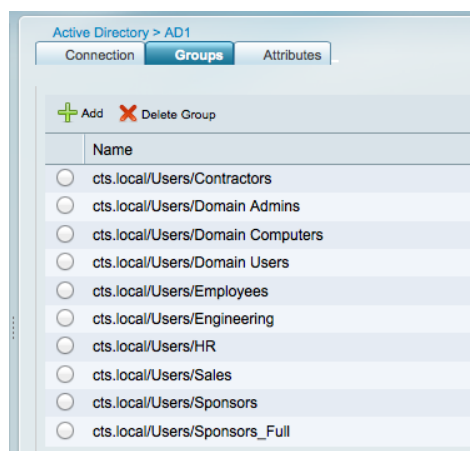 Active Directory > AD1
Connection Groups Attributes
Add Delete Group
Name
cts.local/Users/Contractors
cts.local/Users/Domain Admins
cts.local/Users/Domain Computers
cts.local/Users/Domain Users
cts.local/Users/Employees
cts.local/Users/Engineering
cts.local/Users/HR
cts.local/Users/Sales
cts.local/Users/Sponsors
cts.local/Users/Sponsors_Full